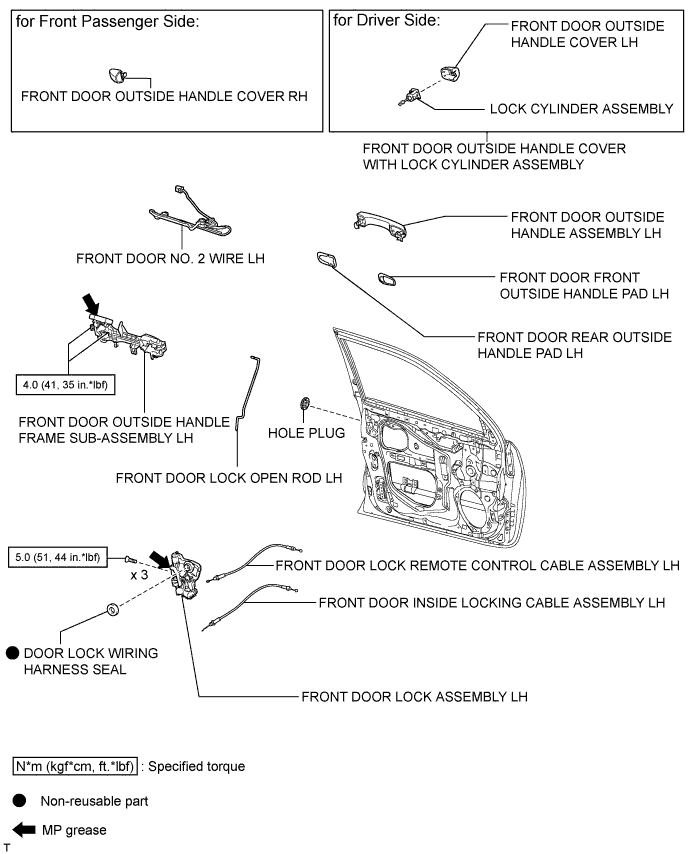 for Front Passenger Side:
FRONT DOOR OUTSIDE HANDLE COVER RH
for Driver Side:
FRONT DOOR OUTSIDE
HANDLE COVER LH
LOCK CYLINDER ASSEMBLY
FRONT DOOR OUTSIDE HANDLE COVER
WITH LOCK CYLINDER ASSEMBLY
FRONT DOOR NO. 2 WIRE LH
FRONT DOOR OUTSIDE
HANDLE ASSEMBLY LH
FRONT DOOR FRONT
OUTSIDE HANDLE PAD LH
FRONT DOOR REAR OUTSIDE
HANDLE PAD LH
4.0 (41, 35 in.*lbf)
FRONT DOOR OUTSIDE HANDLE
FRAME SUB-ASSEMBLY LH
HOLE PLUG
FRONT DOOR LOCK OPEN ROD LH
5.0 (51, 44 in.*lbf)
x 3
FRONT DOOR LOCK REMOTE CONTROL CABLE ASSEMBLY LH
FRONT DOOR INSIDE LOCKING CABLE ASSEMBLY LH
DOOR LOCK WIRING
HARNESS SEAL
FRONT DOOR LOCK ASSEMBLY LH
N*m (kgf*cm, ft.*lbf) : Specified torque
Non-reusable part
MP grease
T